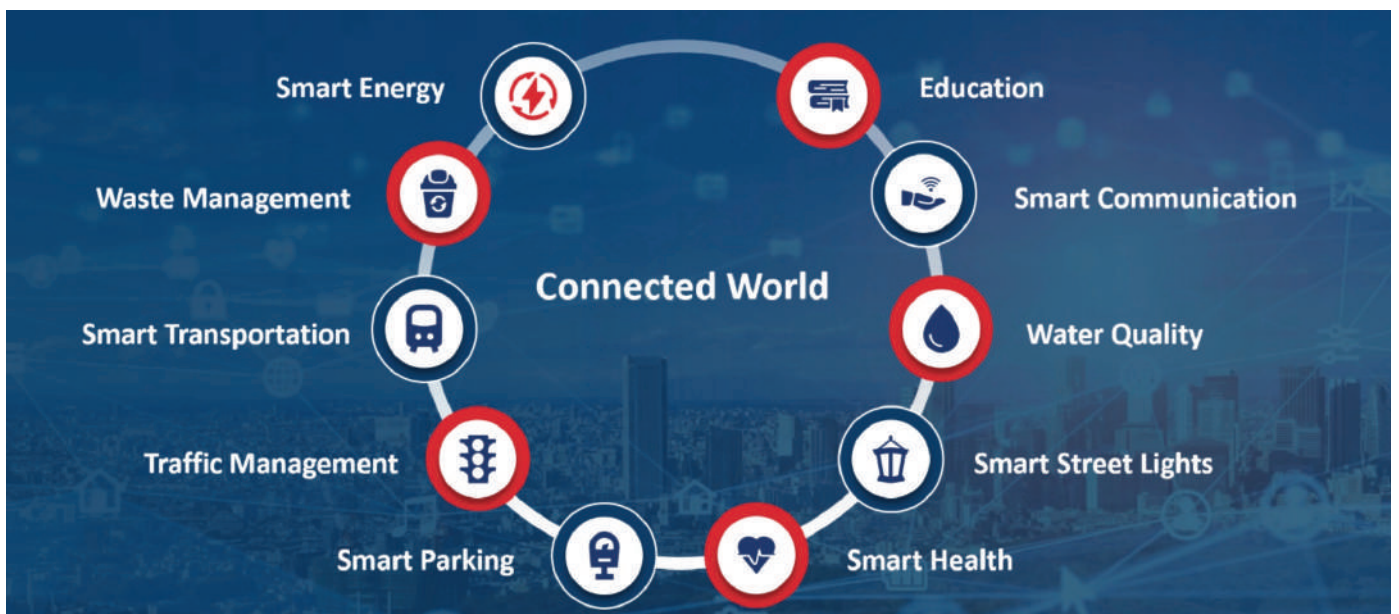 Smart Energy
Education
Waste Management
Smart Communication
Connected World
Smart Transportation
Water Quality
Traffic Management
Smart Street Lights
Smart Parking
Smart Health